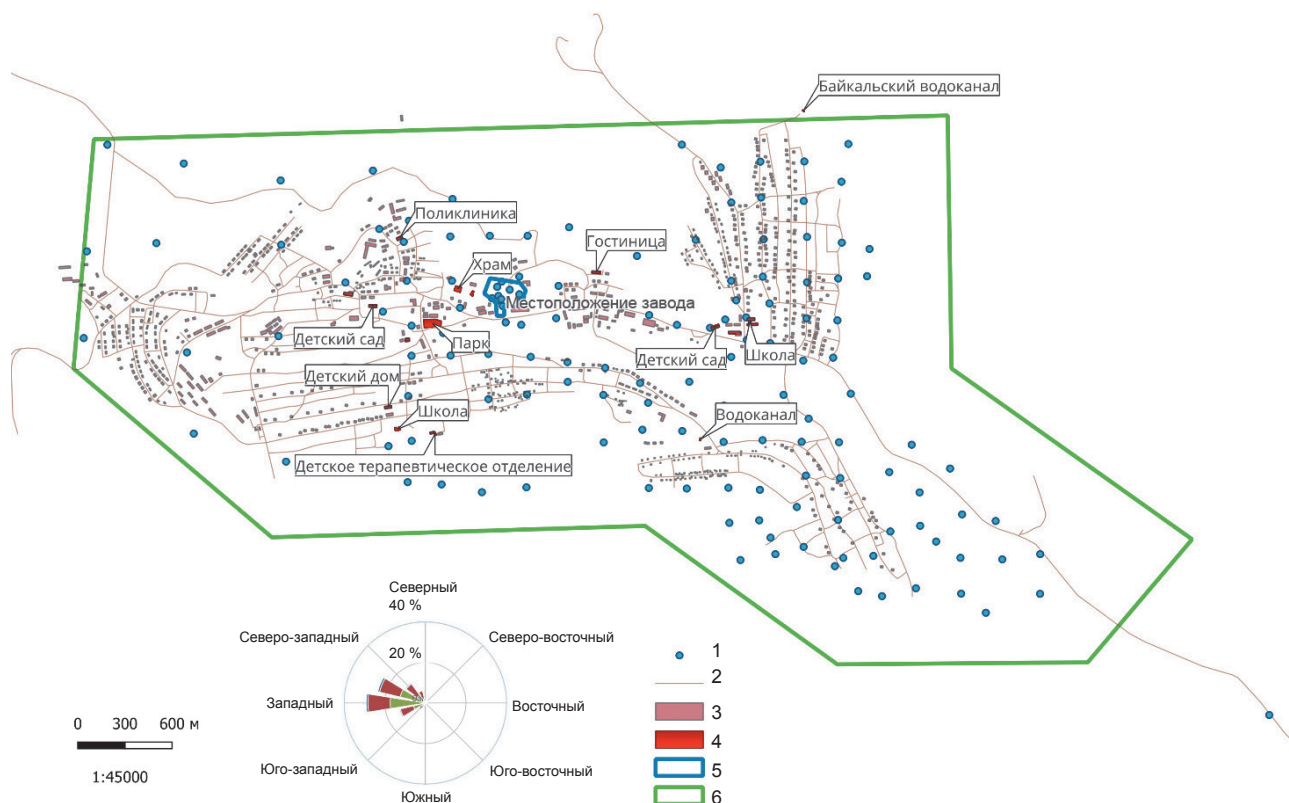 Байкальский водоканал
Поликлиника
Гостиница
Храм
Местоположение завода
Детский сад
Парк
Детский сад
Школа
Детский дом
Школа
Водоканал
Детское терапевтическое отделение
Северный
40 %
Северо-западный
Северо-восточный
20 %
Западный
Восточный
Юго-западный
Юго-восточный
Южный
0 300 600 м
1:45000
1
2
3
4
5
6